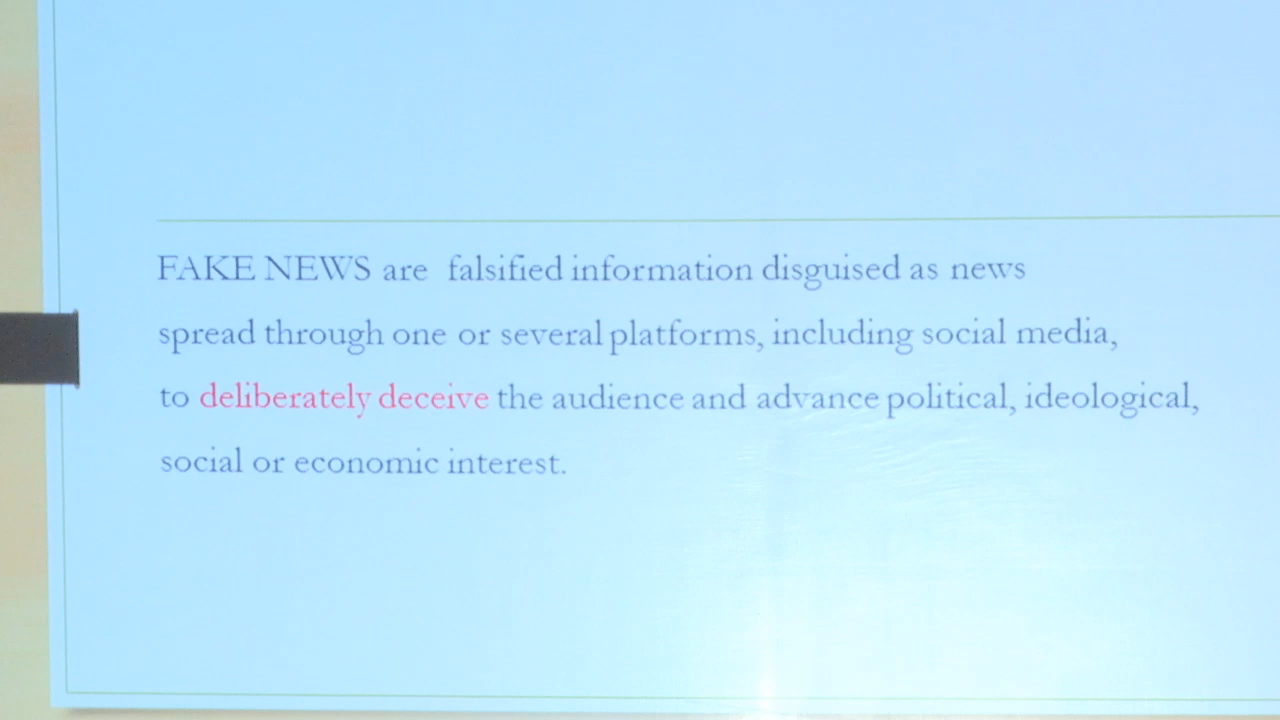 FAKE NEWS are falsified information disguised as news
spread through one or several platforms, including social media,
to deliberately deceive the audience and advance political, ideological,
social or economic interest.